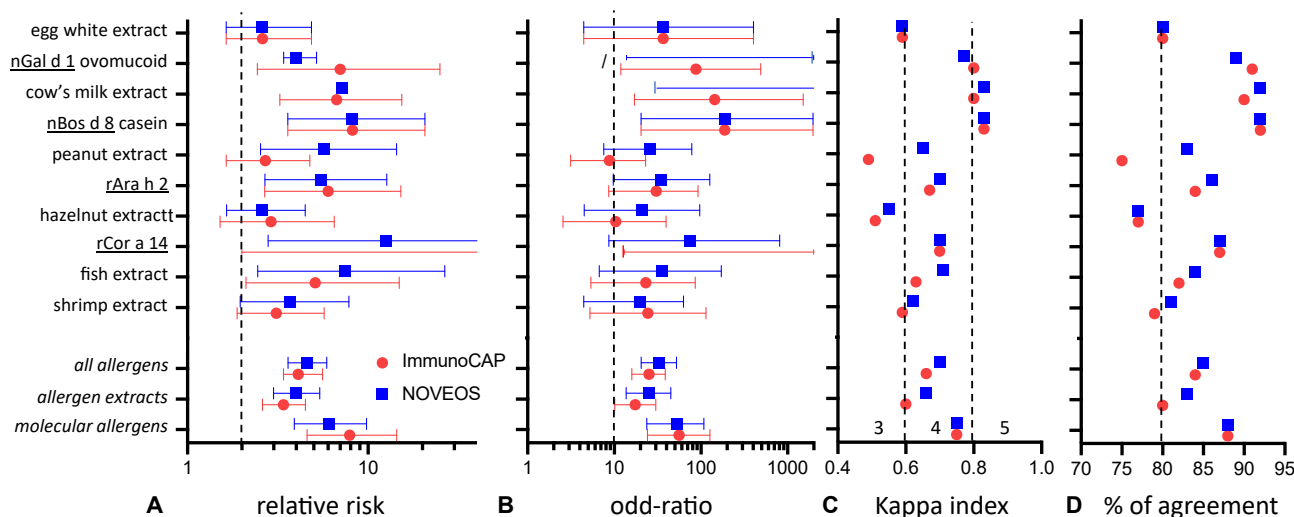 egg white extract
nGal d 1 ovomucoid
/
cow's milk extract
nBos d 8 casein
peanut extract
rAra h 2
hazelnut extractt
rCor a 14
fish extract
shrimp extract
all allergens
ImmunoCAP
allergen extracts
NOVEOS
molecular allergens
3 4 5
1 10
1 10 100 1000
0.4 0.6 0.8 1.0
70 75 80 85 90 95
A relative risk
B odd-ratio
C Kappa index
D % of agreement